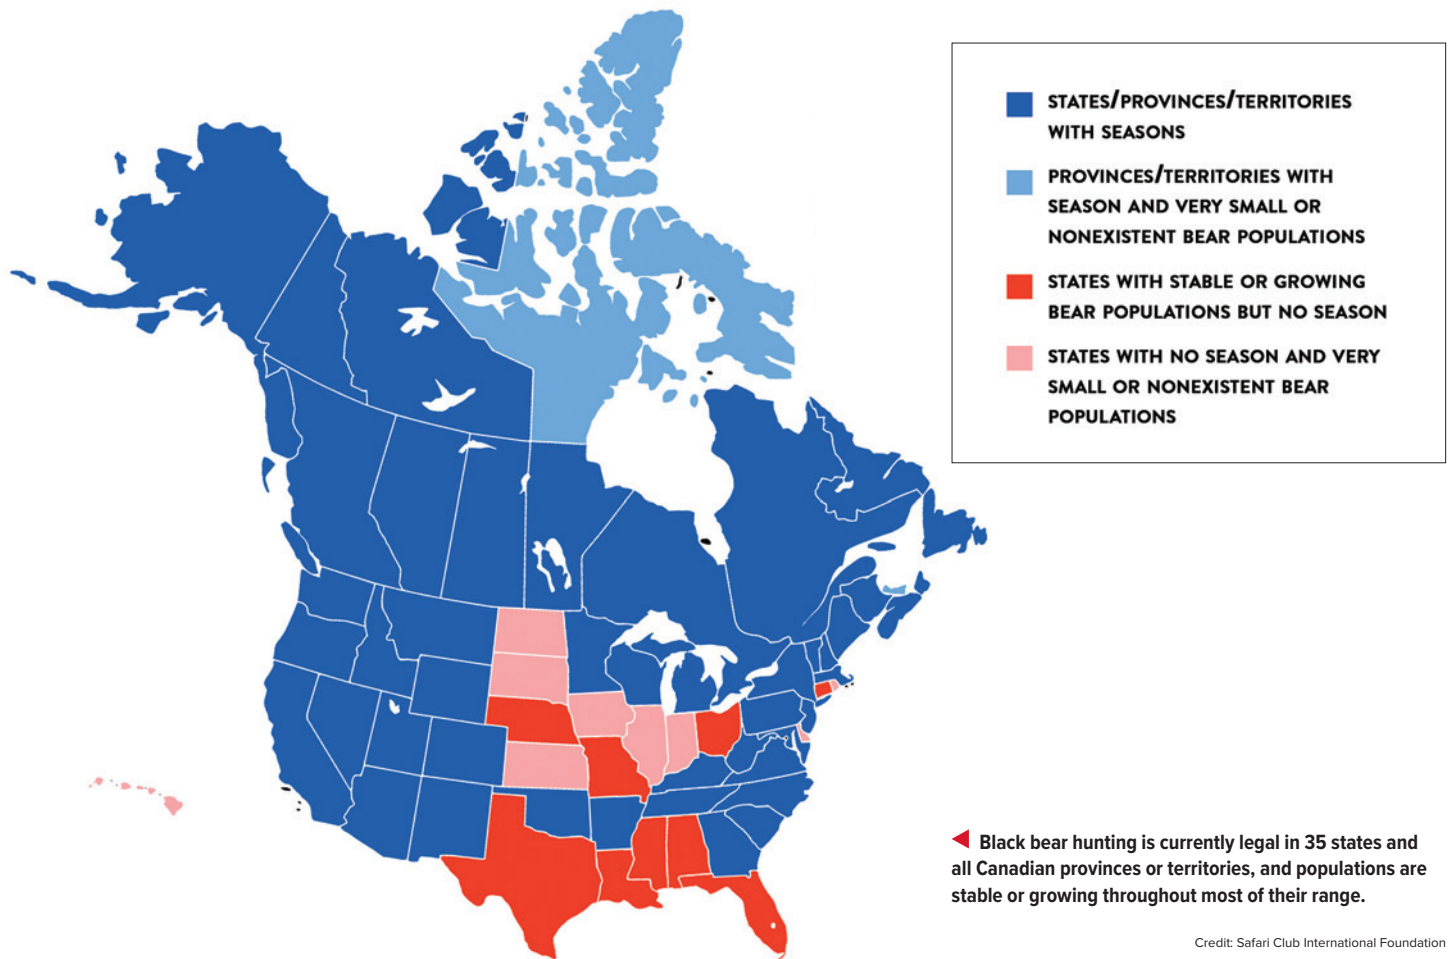 STATES/PROVINCES/TERRITORIES
WITH SEASONS
PROVINCES/TERRITORIES WITH
SEASON AND VERY SMALL OR
NONEXISTENT BEAR POPULATIONS
STATES WITH STABLE OR GROWING
BEAR POPULATIONS BUT NO SEASON
STATES WITH NO SEASON AND VERY
SMALL OR NONEXISTENT BEAR
POPULATIONS
Black bear hunting is currently legal in 35 states and
all Canadian provinces or territories, and populations are
stable or growing throughout most of their range.
Credit: Safari Club International Foundation